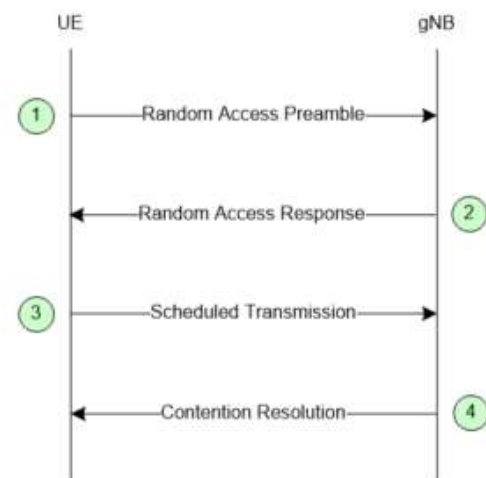 UE gNB
1 Random Access Preamble
Random Access Response 2
3 Scheduled Transmission
Contention Resolution 4